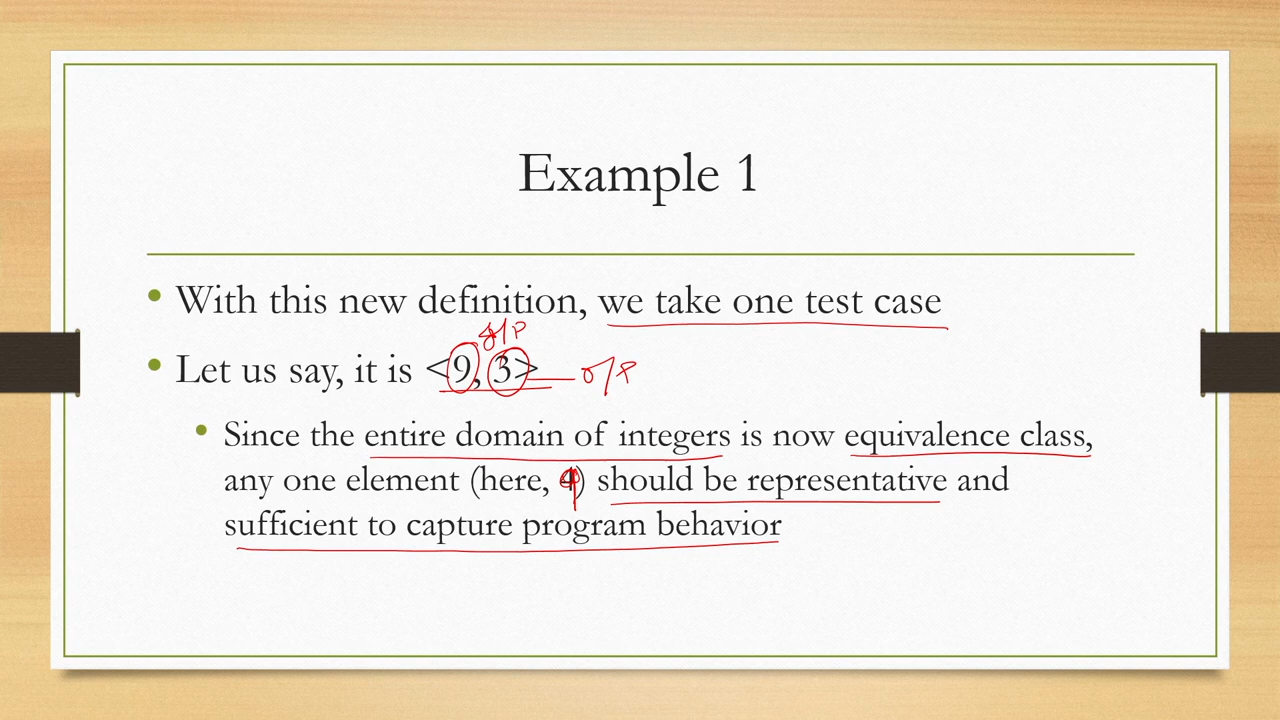 Example 1
• With this new definition, we take one test case
I/P
• Let us say, it is <9, 3> O/P
• Since the entire domain of integers is now equivalence class,
any one element (here, 9) should be representative and
sufficient to capture program behavior